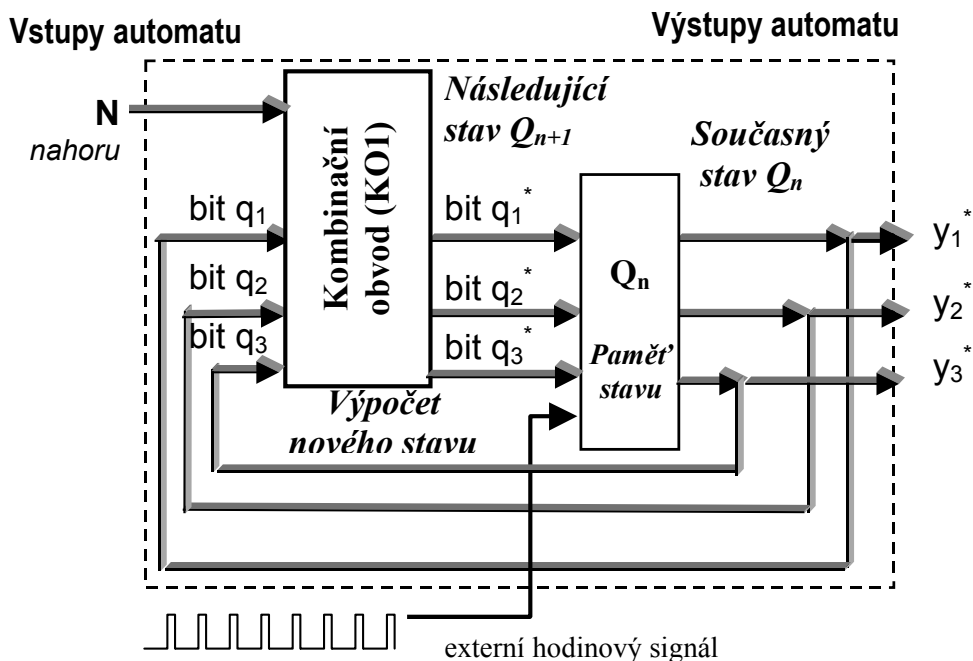 Vstupy automatu
Výstupy automatu
N
nahoru
Kombinační
obvod (KO1)
Následující
stav Qn+1
Současný
stav Qn
bit q1
bit q2
bit q3
bit q1*
bit q2*
bit q3*
Qn
Paměť
stavu
y1*
y2*
y3*
Výpočet
nového stavu
externí hodinový signál